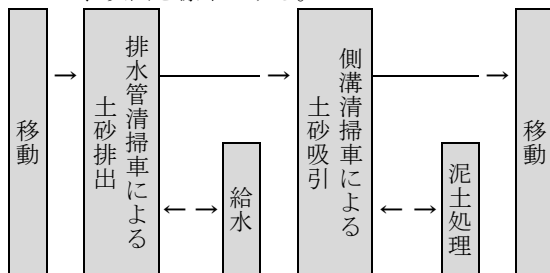 移動
排水管清掃車による
土砂排出
給水
側溝清掃車による
土砂吸引
泥土処理
移動